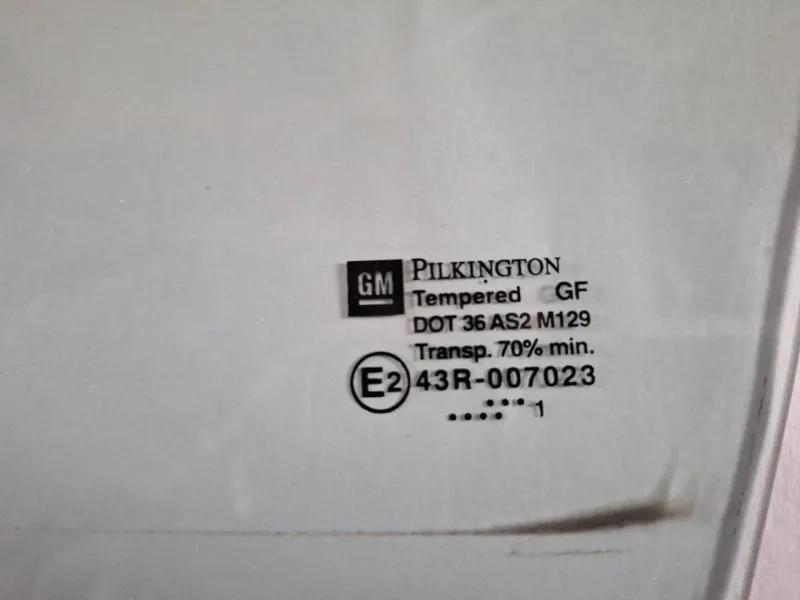 GM
PILKINGTON
Tempered GF
DOT 36 AS2 M129
Transp. 70% min.
E2 43R-007023
1